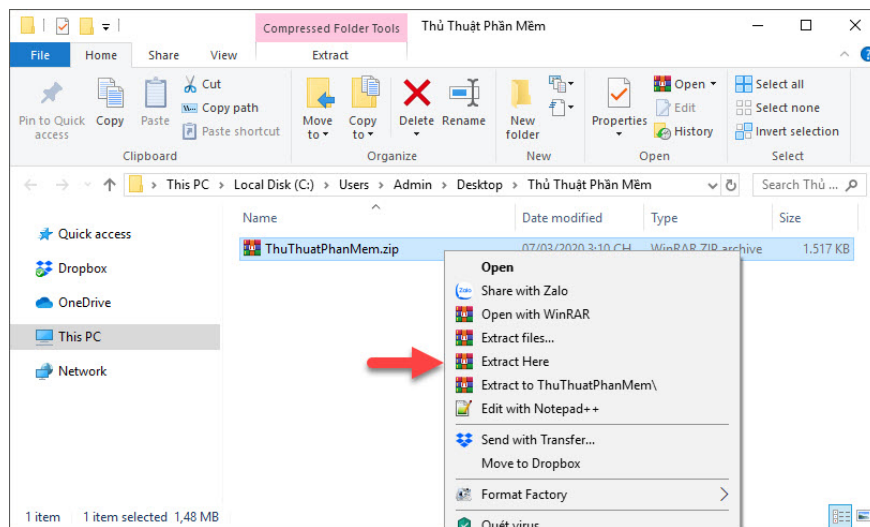 Compressed Folder Tools
Thủ Thuật Phần Mềm
File
Home
Share
View
Extract
Pin to Quick access
Copy
Paste
Cut
Copy path
Paste shortcut
Move to
Copy to
Delete
Rename
New folder
Properties
Open
Edit
History
Select all
Select none
Invert selection
Clipboard
Organize
New
Open
Select
This PC > Local Disk (C:) > Users > Admin > Desktop > Thủ Thuật Phần Mềm
Search Thủ ...
Name
Date modified
Type
Size
Quick access
Dropbox
OneDrive
This PC
Network
ThuThuatPhanMem.zip
07/03/2020 3:10 CH
WinRAR ZIP archive
1.517 KB
Open
Share with Zalo
Open with WinRAR
Extract files...
Extract Here
Extract to ThuThuatPhanMem\
Edit with Notepad++
Send with Transfer...
Move to Dropbox
Format Factory
Quét virus
1 item
1 item selected 1,48 MB